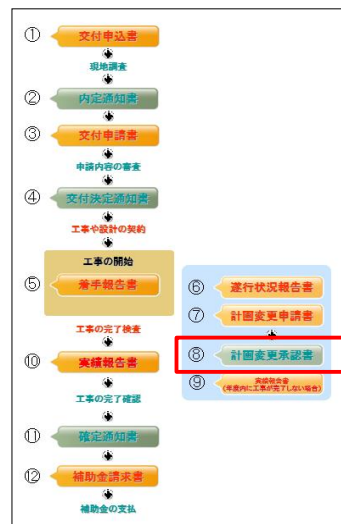 ① 交付申込書
現地調査
② 内定通知書
③ 交付申請書
申請内容の審査
④ 交付決定通知書
工事や設計の契約
工事の開始
⑤ 着手報告書
⑥ 遂行状況報告書
⑦ 計画変更申請書
⑧ 計画変更承認書
⑨ 実績報告書
(年度内に工事が完了しない場合)
工事の完了検査
⑩ 実績報告書
工事の完了確認
⑪ 確定通知書
⑫ 補助金請求書
補助金の支払